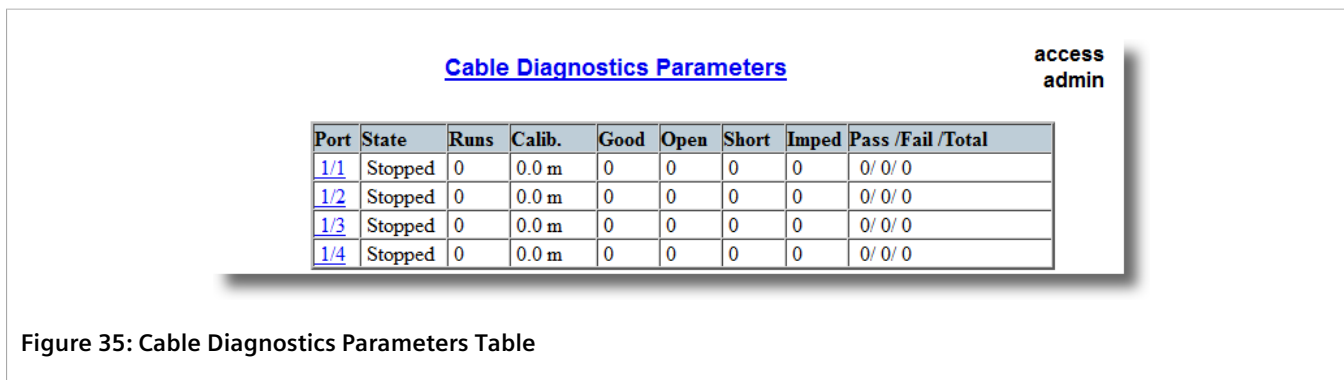 Cable Diagnostics Parameters
access
admin
Port State Runs Calib. Good Open Short Imped Pass /Fail /Total
1/1 Stopped 0 0.0 m 0 0 0 0 0/ 0/ 0
1/2 Stopped 0 0.0 m 0 0 0 0 0/ 0/ 0
1/3 Stopped 0 0.0 m 0 0 0 0 0/ 0/ 0
1/4 Stopped 0 0.0 m 0 0 0 0 0/ 0/ 0
Figure 35: Cable Diagnostics Parameters Table